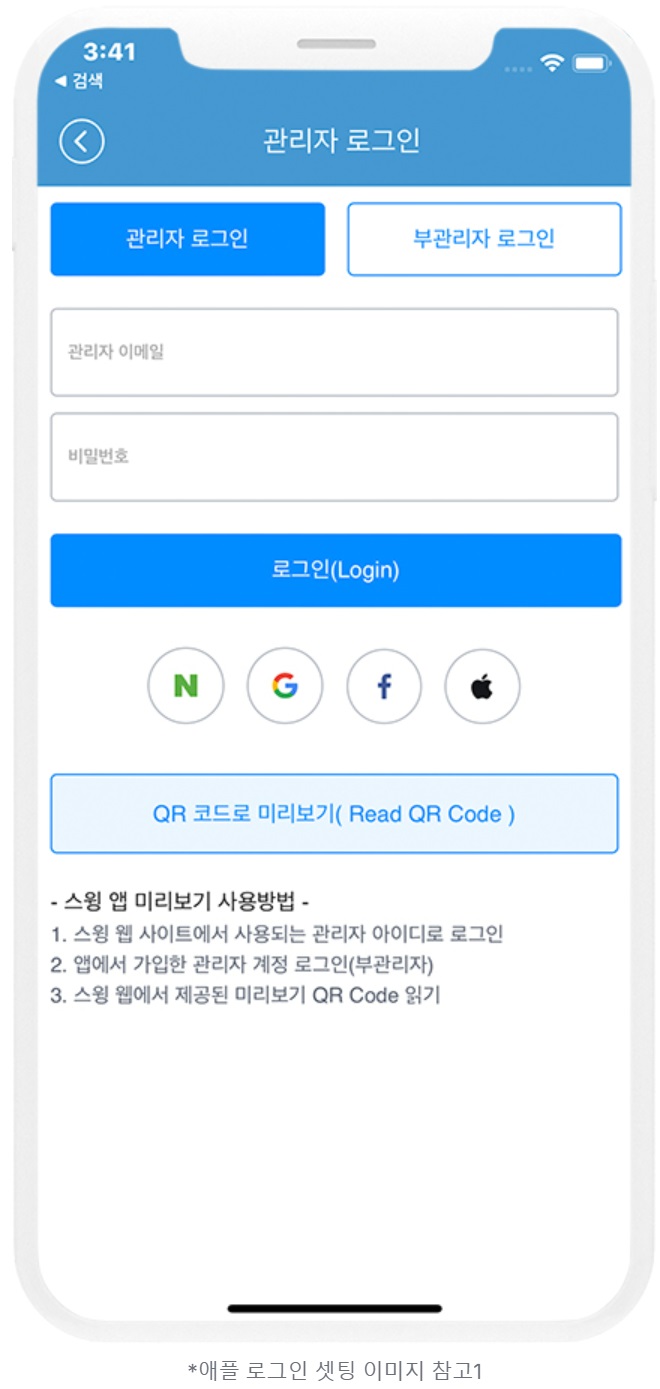 3:41
◀ 검색
관리자 로그인
관리자 로그인
부관리자 로그인
관리자 이메일
비밀번호
로그인(Login)
N G f
QR 코드로 미리보기( Read QR Code )
- 스윙 앱 미리보기 사용방법 -
1. 스윙 웹 사이트에서 사용되는 관리자 아이디로 로그인
2. 앱에서 가입한 관리자 계정 로그인(부관리자)
3. 스윙 웹에서 제공된 미리보기 QR Code 읽기
*애플 로그인 셋팅 이미지 참고1